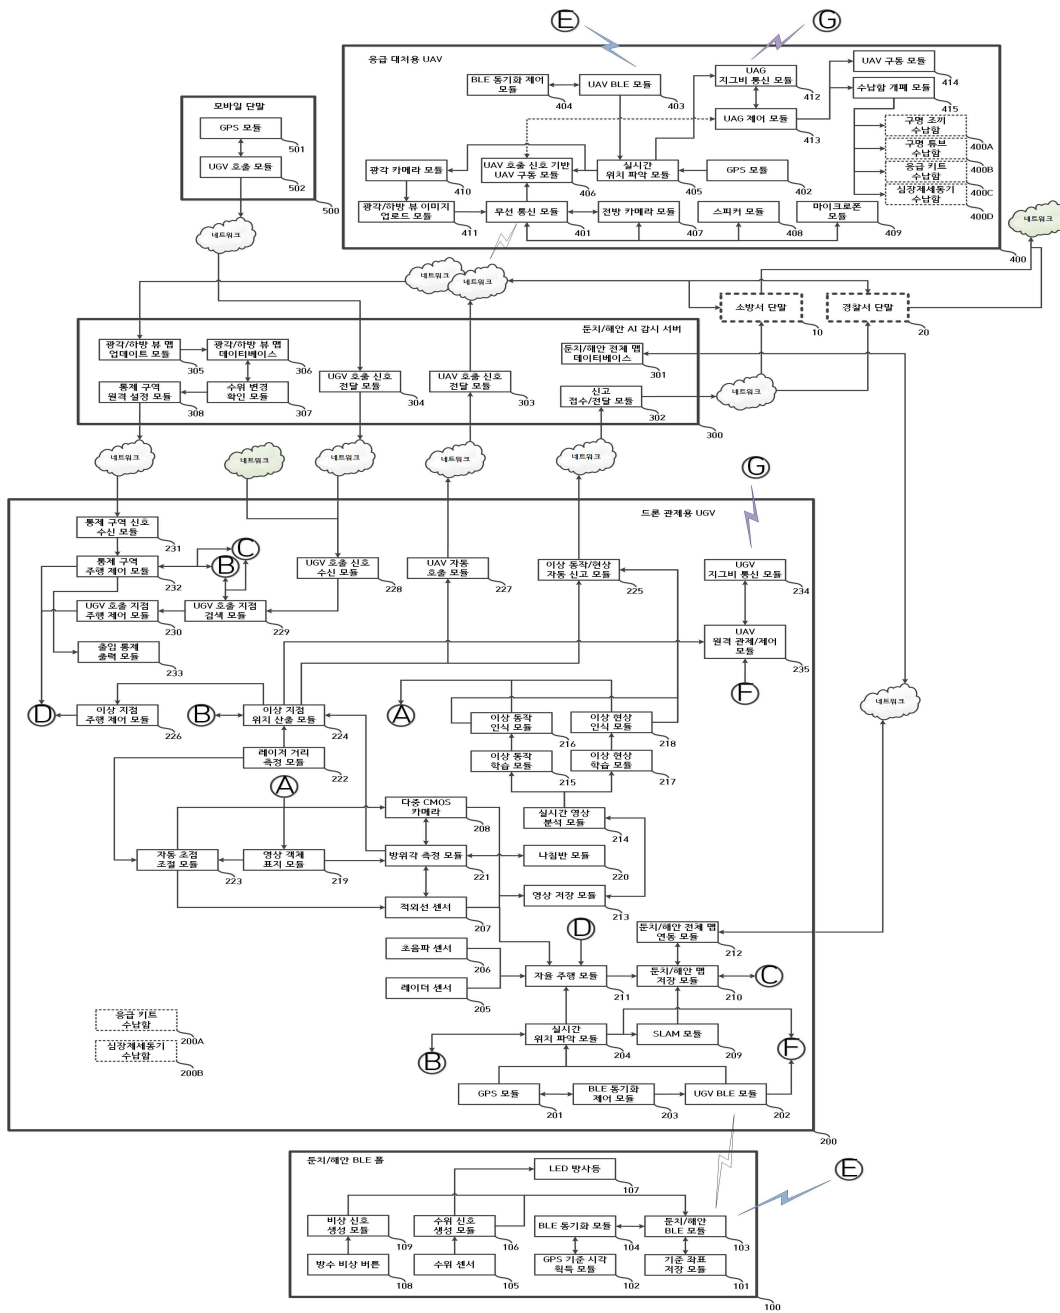 E
G
응급 대처용 UAV
BLE 동기화 제어
모듈
404
UAV BLE 모듈
403
UAG
지그비 통신 모듈
412
UAV 구동 모듈
414
수납함 개폐 모듈
415
UAG 제어 모듈
413
구명 조끼
수납함
400A
구명 튜브
수납함
400B
응급 키트
수납함
400C
심장제세동기
수납함
400D
광각 카메라 모듈
410
UAV 호출 신호 기반
UAV 구동 모듈
406
실시간
위치 파악 모듈
405
GPS 모듈
402
광각/하방 뷰 이미지
업로드 모듈
411
무선 통신 모듈
401
전방 카메라 모듈
407
스피커 모듈
408
마이크로폰
모듈
409
400
모바일 단말
GPS 모듈
501
UGV 호출 모듈
502
500
네트워크
네트워크
네트워크
네트워크
소방서 단말
10
경찰서 단말
20
둔치/해안 AI 감시 서버
광각/하방 뷰 맵
업데이트 모듈
305
광각/하방 뷰 맵
데이터베이스
306
통제 구역
원격 설정 모듈
308
수위 변경
확인 모듈
307
UGV 호출 신호
전달 모듈
304
UAV 호출 신호
전달 모듈
303
둔치/해안 전체 맵
데이터베이스
301
신고
접수/전달 모듈
302
300
네트워크
네트워크
네트워크
네트워크
네트워크
네트워크
G
드론 관제용 UGV
통제 구역 신호
수신 모듈
231
통제 구역
주행 제어 모듈
232
C
B
UGV 호출 지점
주행 제어 모듈
230
UGV 호출 지점
검색 모듈
229
UGV 호출 신호
수신 모듈
228
UAV 자동
호출 모듈
227
이상 동작/현상
자동 신고 모듈
225
UGV
지그비 통신 모듈
234
출입 통제
출력 모듈
233
UAV
원격 관제/제어
모듈
235
F
네트워크
D
이상 지점
주행 제어 모듈
226
B
이상 지점
위치 산출 모듈
224
A
이상 동작
인식 모듈
216
이상 현상
인식 모듈
218
레이저 거리
측정 모듈
222
이상 동작
학습 모듈
215
이상 현상
학습 모듈
217
A
다중 CMOS
카메라
208
실시간 영상
분석 모듈
214
자동 초점
조절 모듈
223
영상 객체
표지 모듈
219
방위각 측정 모듈
221
나침반 모듈
220
적외선 센서
207
영상 저장 모듈
213
D
둔치/해안 전체 맵
연동 모듈
212
초음파 센서
206
레이더 센서
205
자율 주행 모듈
211
둔치/해안 맵
저장 모듈
210
C
응급 키트
수납함
200A
심장제세동기
수납함
200B
B
실시간
위치 파악 모듈
204
SLAM 모듈
209
F
GPS 모듈
201
BLE 동기화
제어 모듈
203
UGV BLE 모듈
202
200
둔치/해안 BLE 폴
LED 방사등
107
E
비상 신호
생성 모듈
109
수위 신호
생성 모듈
106
BLE 동기화 모듈
104
둔치/해안
BLE 모듈
103
방수 비상 버튼
108
수위 센서
105
GPS 기준 시각
획득 모듈
102
기준 좌표
저장 모듈
101
100